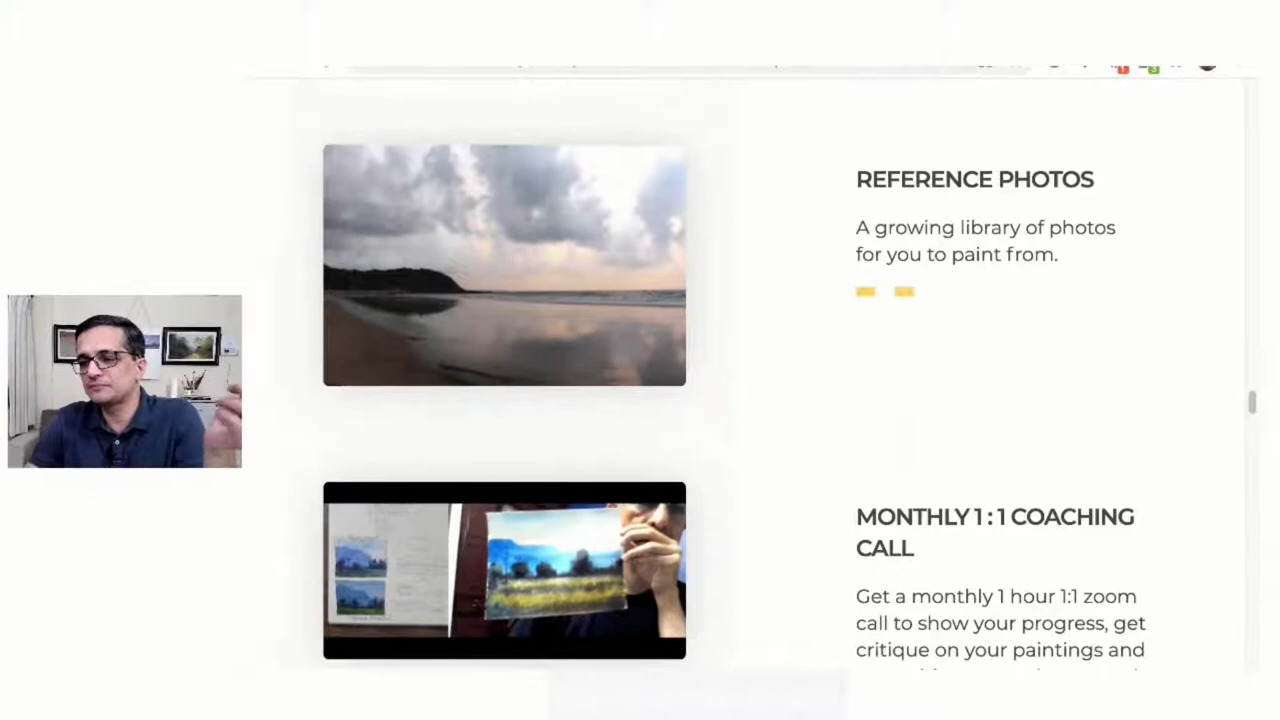 REFERENCE PHOTOS
A growing library of photos
for you to paint from.
MONTHLY 1 : 1 COACHING
CALL
Get a monthly 1 hour 1:1 zoom
call to show your progress, get
critique on your paintings and